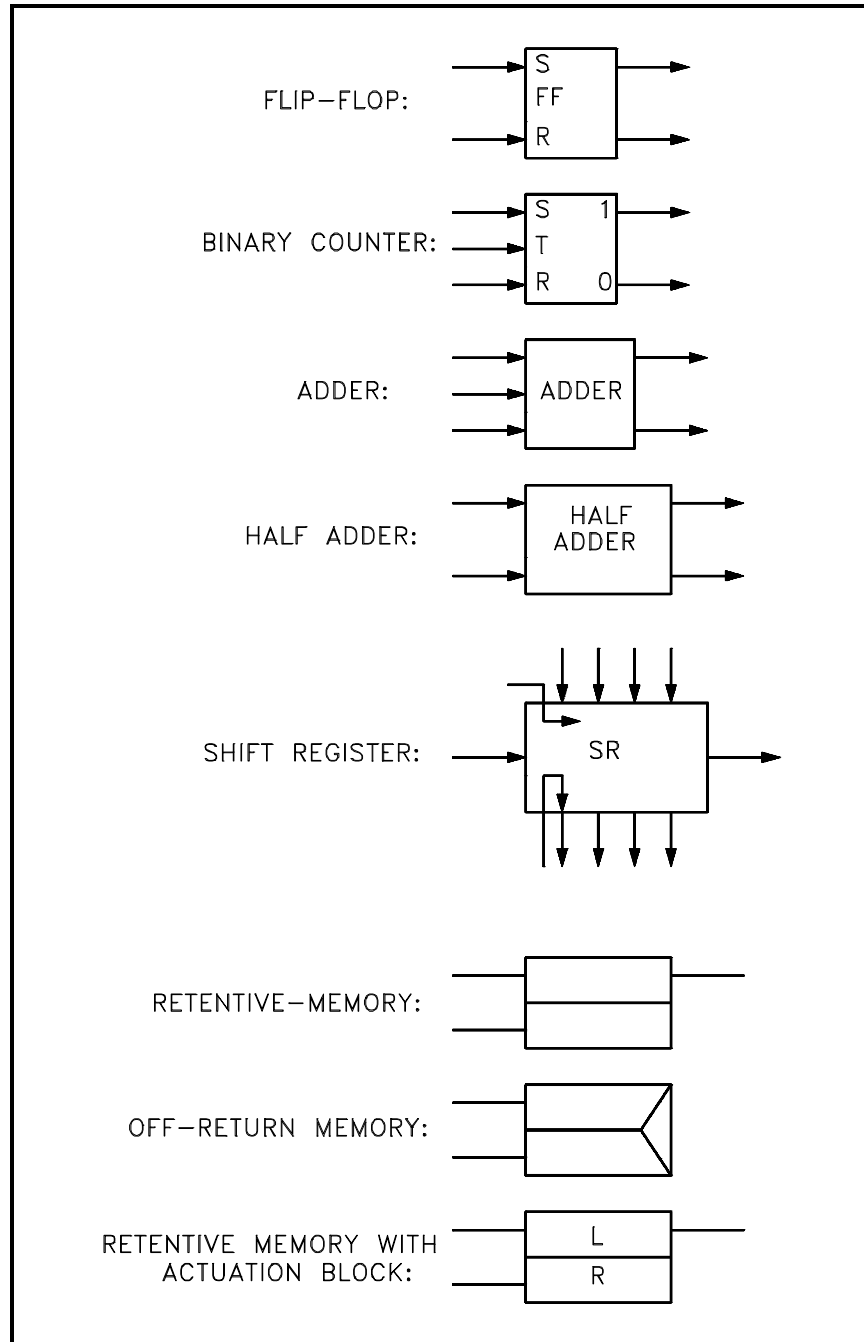 S
FLIP-FLOP: FF
R
S 1
BINARY COUNTER: T
R 0
ADDER: ADDER
HALF ADDER: HALF
ADDER
SHIFT REGISTER: SR
RETENTIVE-MEMORY:
OFF-RETURN MEMORY:
RETENTIVE MEMORY WITH L
ACTUATION BLOCK: R